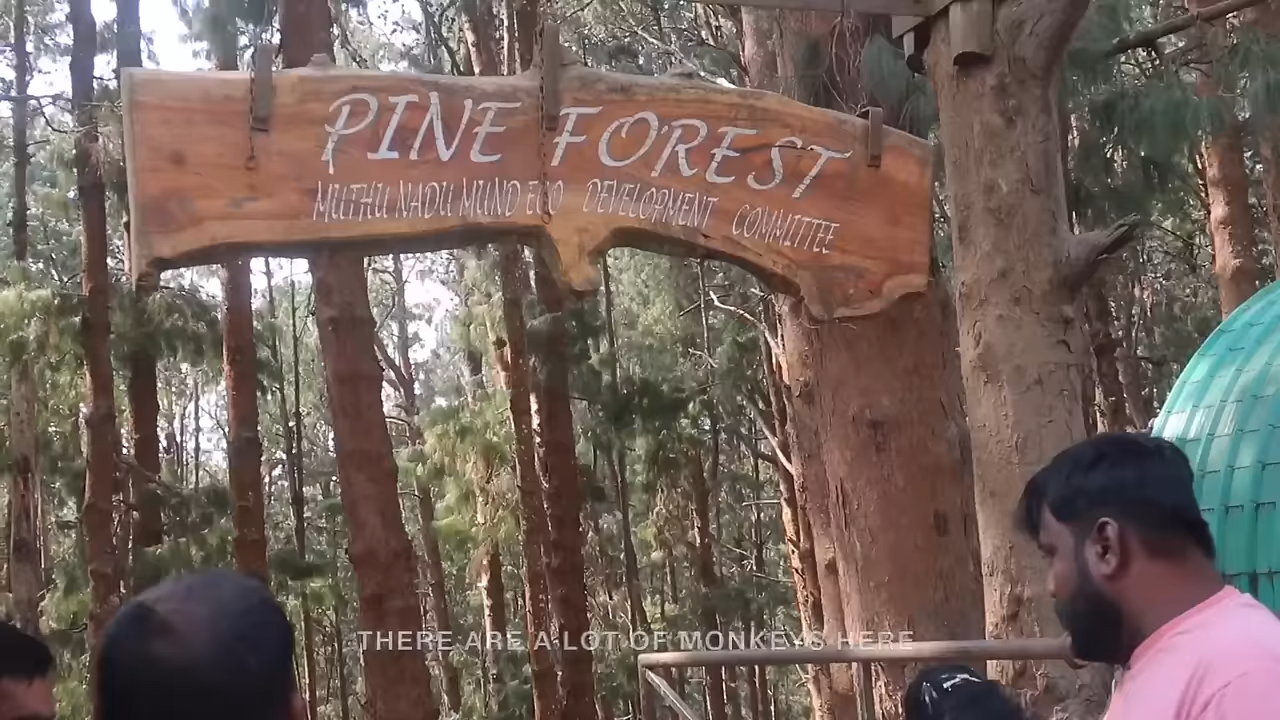 PINE FOREST
MUTHU NADU MUND ECO DEVELOPMENT COMMITTEE
THERE ARE A LOT OF MONKEYS HERE